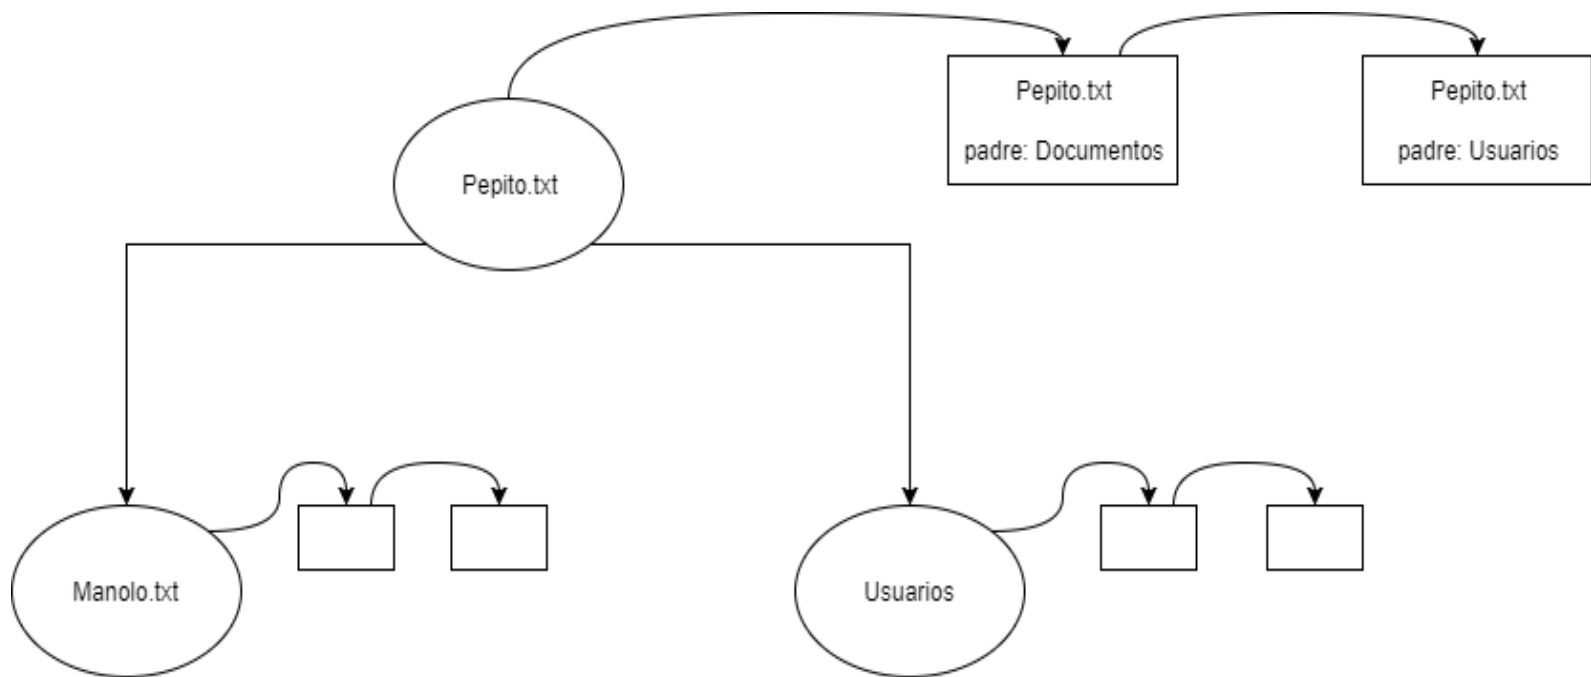 Pepito.txt
padre: Documentos
Pepito.txt
padre: Usuarios
Pepito.txt
Manolo.txt
Usuarios